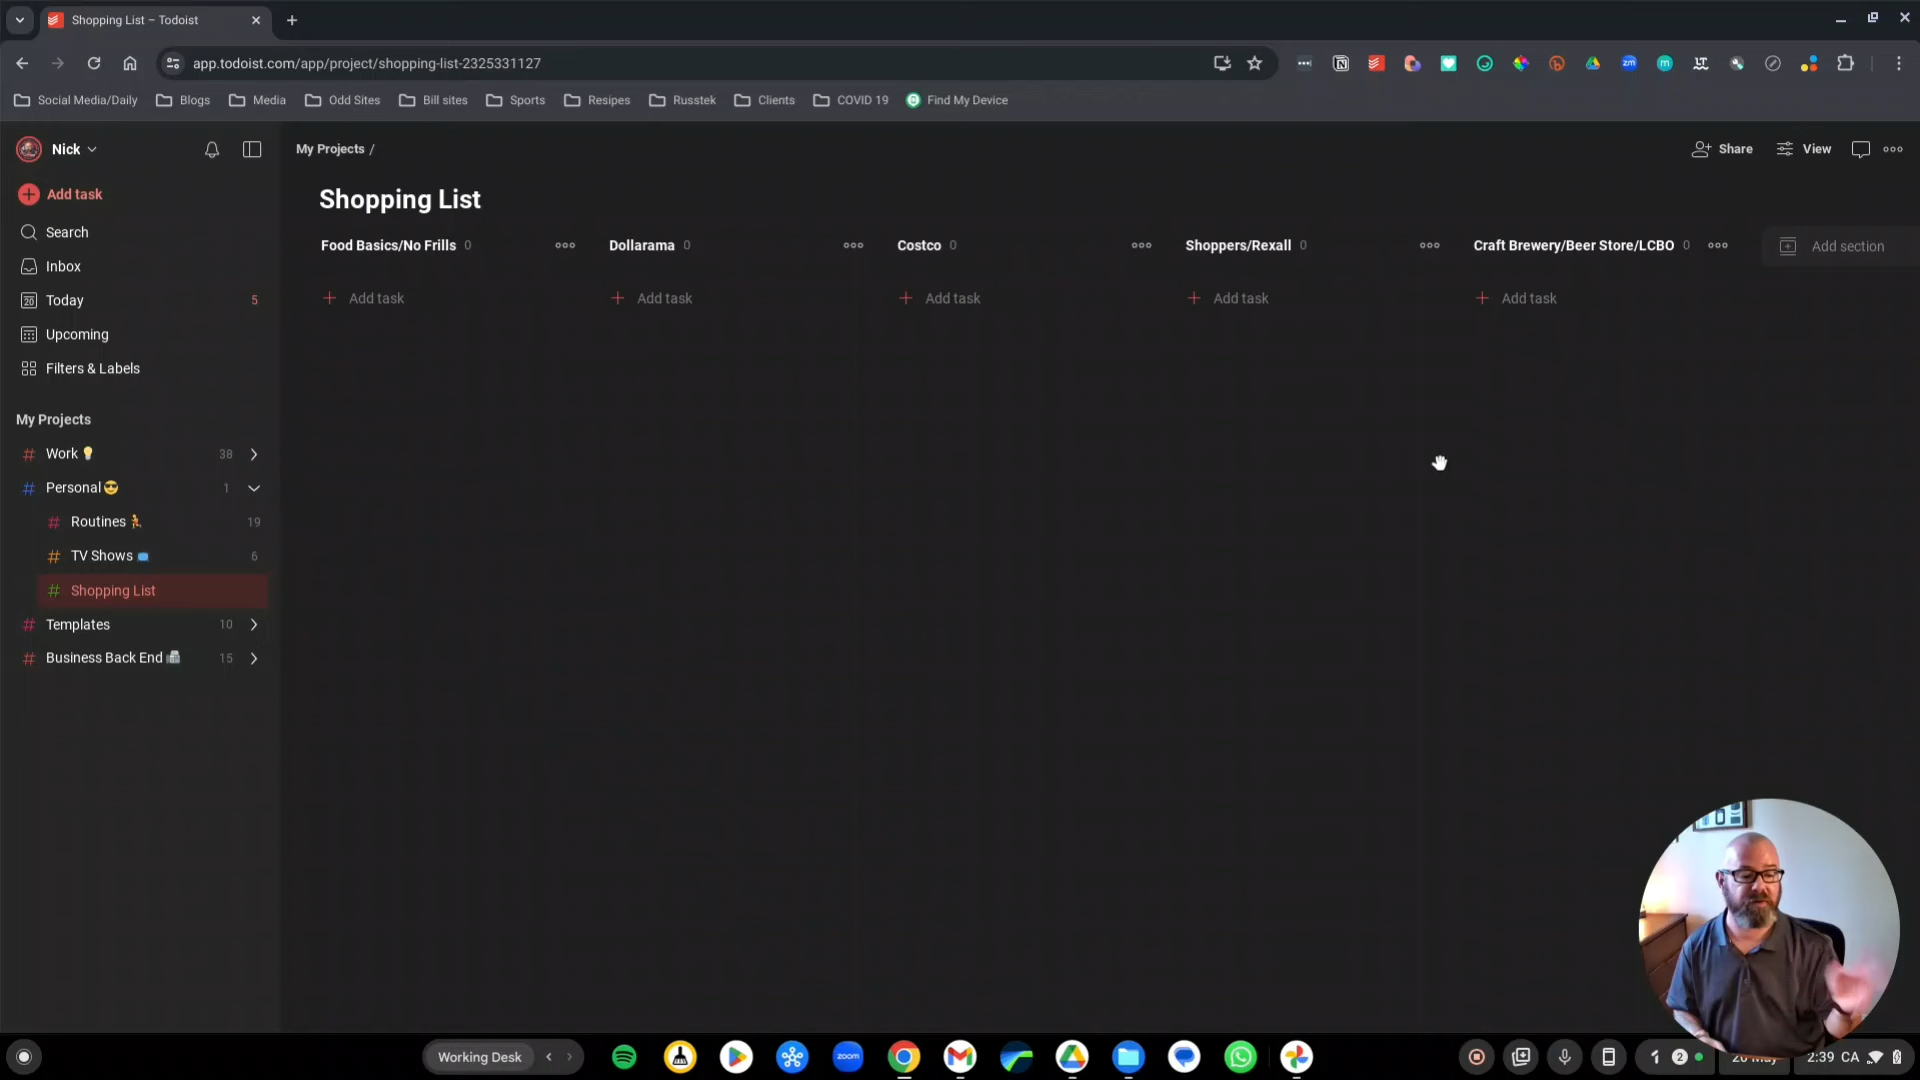 Shopping List – Todoist
app.todoist.com/app/project/shopping-list-2325331127
Social Media/Daily
Blogs
Media
Odd Sites
Bill sites
Sports
Resipes
Russtek
Clients
COVID 19
Find My Device
Nick
My Projects /
Share
View
Add task
Shopping List
Search
Food Basics/No Frills 0
Dollarama 0
Costco 0
Shoppers/Rexall 0
Craft Brewery/Beer Store/LCBO 0
Add section
Inbox
Add task
Add task
Add task
Add task
Add task
20 Today 5
Upcoming
Filters & Labels
My Projects
# Work 38
# Personal 1
# Routines 19
# TV Shows 6
# Shopping List
# Templates 10
# Business Back End 15
Working Desk
zoom
1 2
2:39 CA